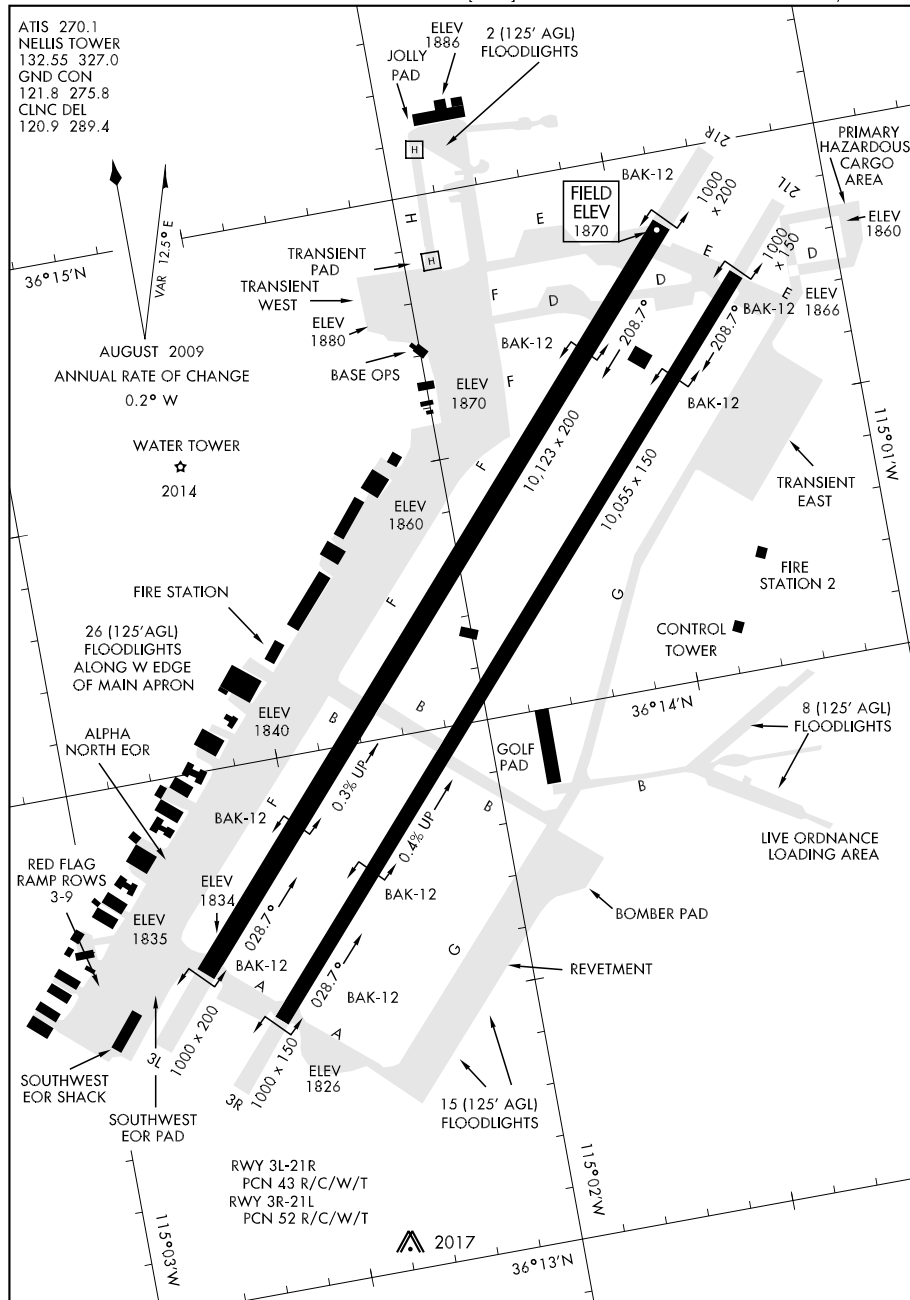 ATIS 270.1
NELLIS TOWER
132.55 327.0
GND CON
121.8 275.8
CLNC DEL
120.9 289.4
ELEV
1886
2 (125' AGL)
FLOODLIGHTS
JOLLY
PAD
H
PRIMARY
HAZARDOUS
CARGO
AREA
ELEV
1860
21R
BAK-12
1000
x 200
21L
1000
x 150
FIELD
ELEV
1870
H
E
E
D
E
VAR 12.5° E
36°15'N
TRANSIENT
PAD
H
TRANSIENT
WEST
F
D
D
BAK-12
ELEV
1866
ELEV
1880
208.7°
208.7°
AUGUST 2009
ANNUAL RATE OF CHANGE
0.2° W
BASE OPS
BAK-12
F
ELEV
1870
BAK-12
115°01'W
WATER TOWER
2014
F
10,123 x 200
10,055 x 150
TRANSIENT
EAST
ELEV
1860
FIRE
STATION 2
FIRE STATION
F
G
CONTROL
TOWER
26 (125'AGL)
FLOODLIGHTS
ALONG W EDGE
OF MAIN APRON
36°14'N
8 (125' AGL)
FLOODLIGHTS
ALPHA
NORTH EOR
ELEV
1840
B
B
GOLF
PAD
B
B
0.3% UP
F
BAK-12
0.4% UP
LIVE ORDNANCE
LOADING AREA
RED FLAG
RAMP ROWS
3-9
ELEV
1834
BAK-12
BOMBER PAD
ELEV
1835
028.7°
G
REVETMENT
BAK-12
A
028.7°
BAK-12
A
3L
1000 x 200
3R
1000 x 150
ELEV
1826
SOUTHWEST
EOR SHACK
SOUTHWEST
EOR PAD
15 (125' AGL)
FLOODLIGHTS
RWY 3L-21R
PCN 43 R/C/W/T
RWY 3R-21L
PCN 52 R/C/W/T
115°03'W
115°02'W
2017
36°13'N